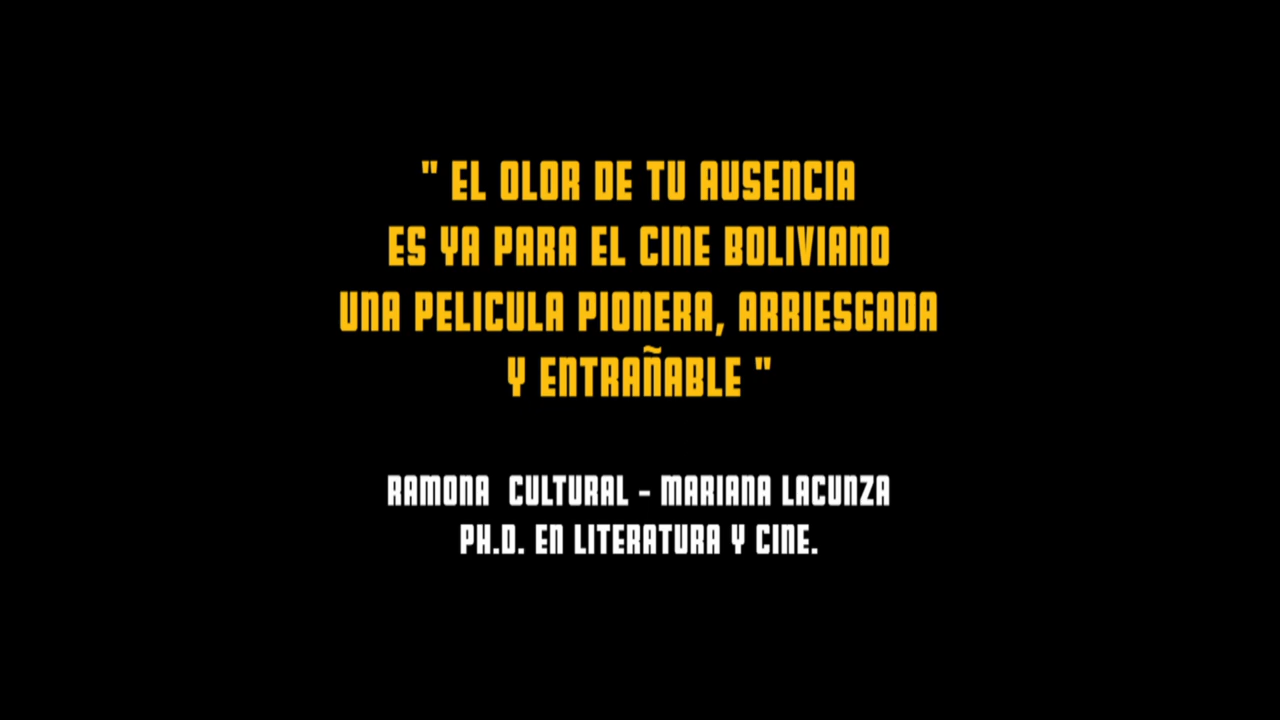 " EL OLOR DE TU AUSENCIA
ES YA PARA EL CINE BOLIVIANO
UNA PELICULA PIONERA, ARRIESGADA
Y ENTRAÑABLE "
RAMONA CULTURAL - MARIANA LACUNZA
PH.D. EN LITERATURA Y CINE.